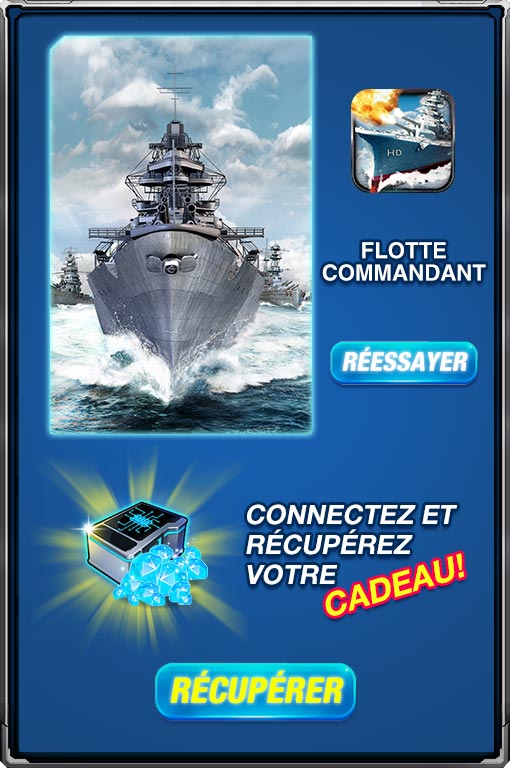 HD
FLOTTE
COMMANDANT
RÉESSAYER
CONNECTEZ ET
RÉCUPÉREZ
VOTRE
CADEAU!
RÉCUPÉRER